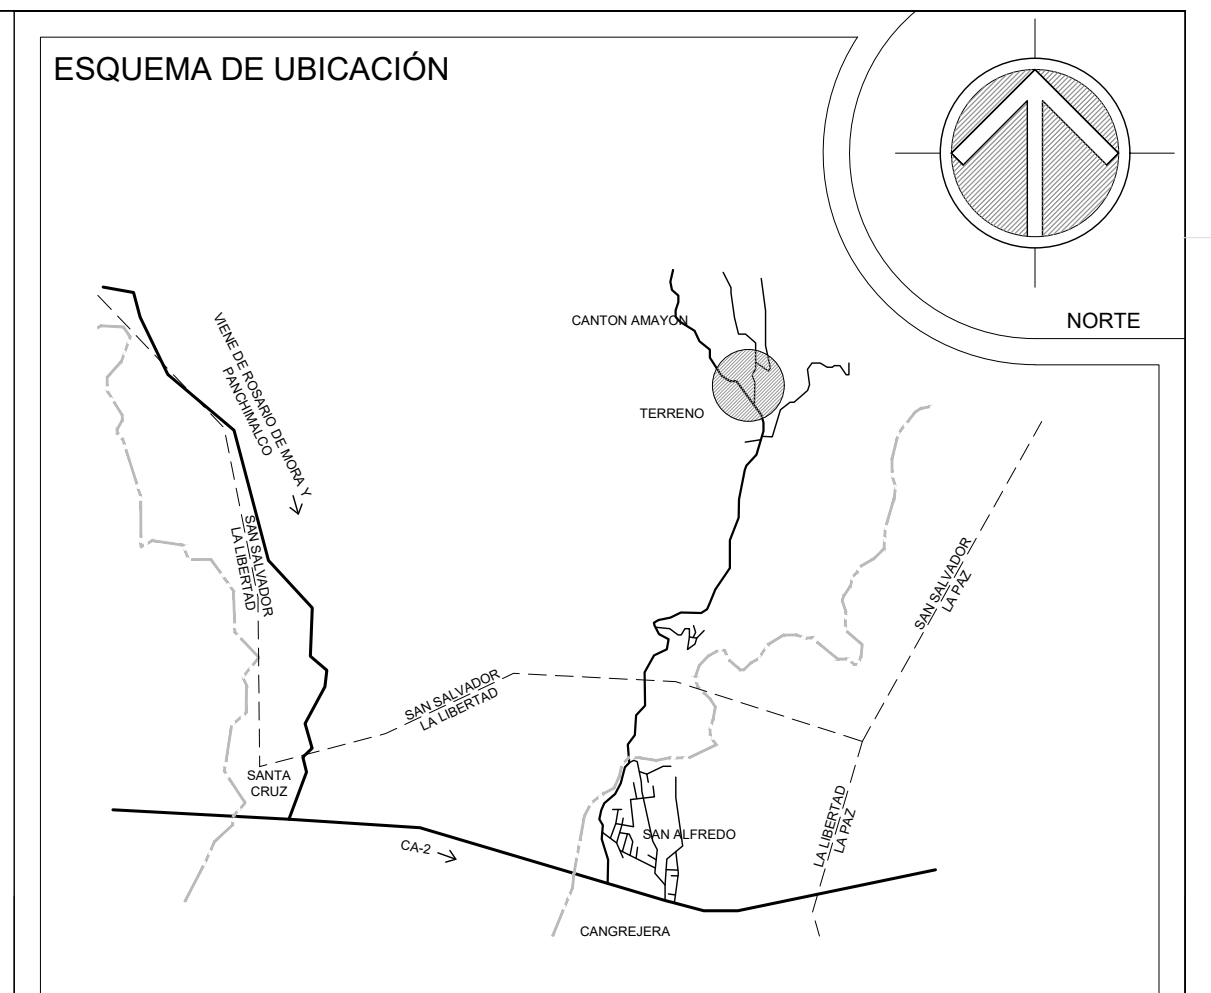 ESQUEMA DE UBICACIÓN
NORTE
CANTON AMAYON
VIENE DE ROSARIO DE MORA Y
PANCHIMALCO
TERRENO
SAN SALVADOR
LA LIBERTAD
SAN SALVADOR
LA PAZ
SAN SALVADOR
LA LIBERTAD
SANTA
CRUZ
LA LIBERTAD
LA PAZ
SAN ALFREDO
CA-2
CANGREJERA